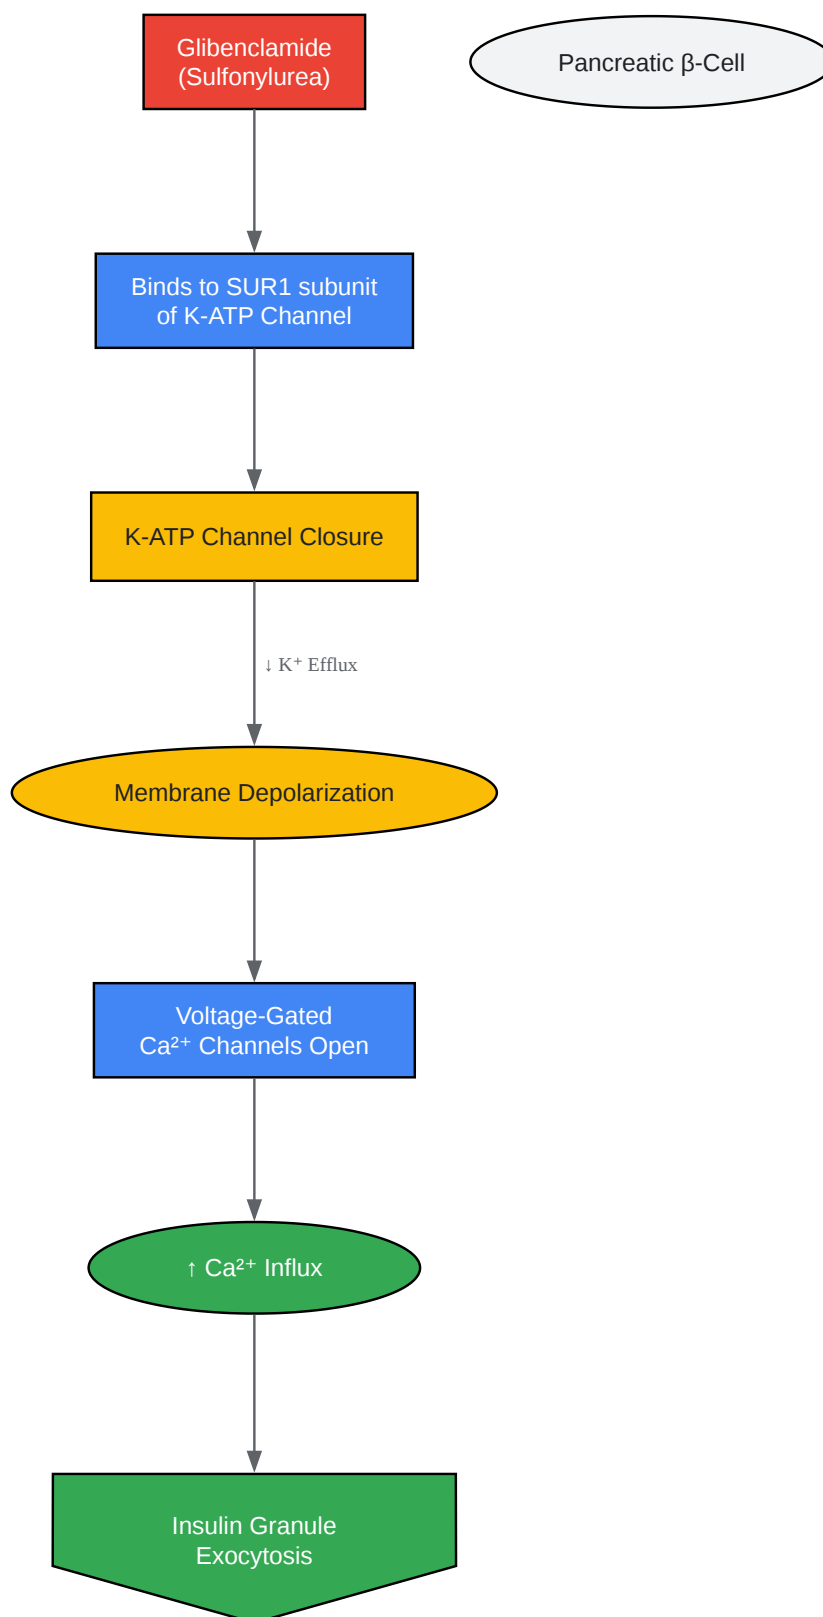 Glibenclamide
(Sulfonylurea)
Pancreatic β-Cell
Binds to SUR1 subunit
of K-ATP Channel
K-ATP Channel Closure
↓ K⁺ Efflux
Membrane Depolarization
Voltage-Gated
Ca²⁺ Channels Open
↑ Ca²⁺ Influx
Insulin Granule
Exocytosis